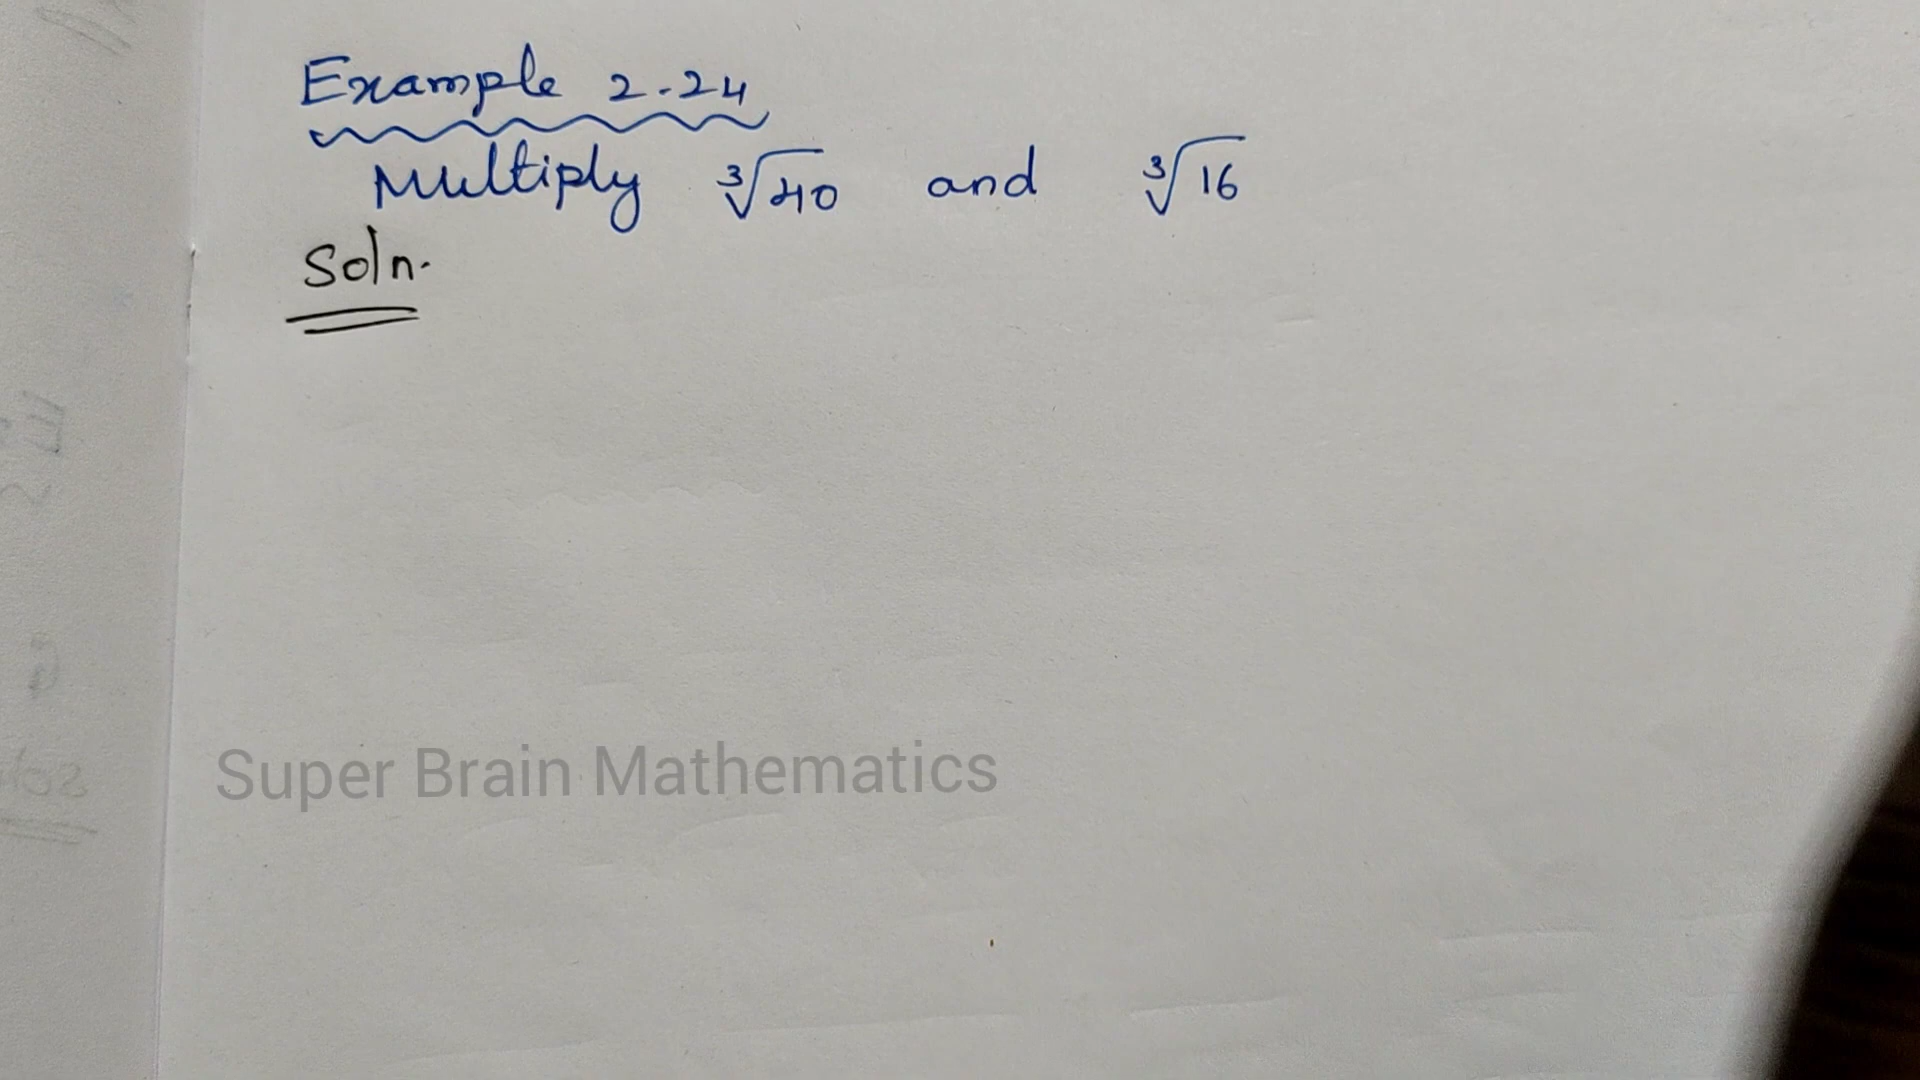 Example 2.24
Multiply ∛40 and ∛16
Soln.
Super Brain Mathematics